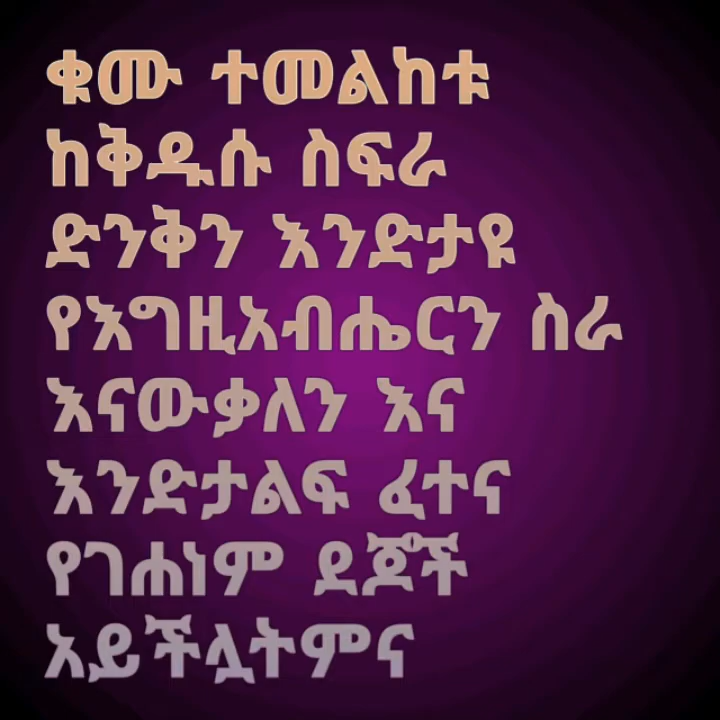 ቁሙ ተመልከቱ
ከቅዱሱ ስፍራ
ድንቅን እንድታዩ
የእግዚአብሔርን ስራ
እናውቃለን እና
እንድታልፍ ፈተና
የገሐነም ደጆች
አይችሏትምና